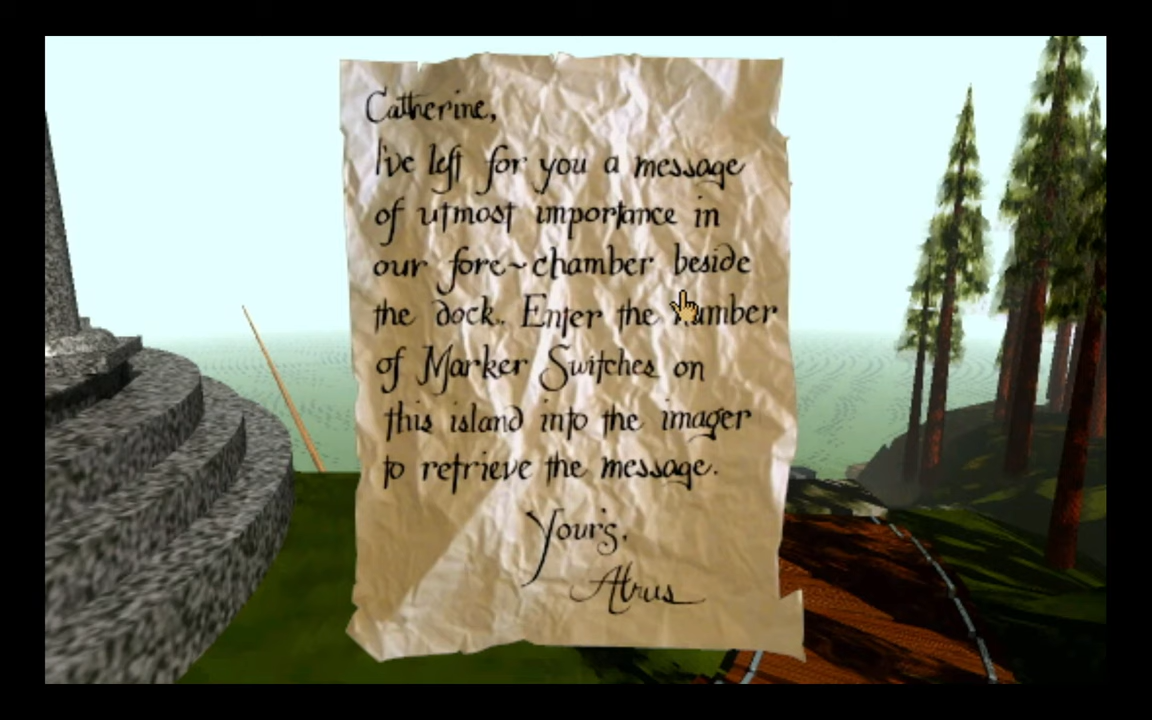 Catherine,
I've left for you a message
of utmost importance in
our fore-chamber beside
the dock. Enter the number
of Marker Switches on
this island into the imager
to retrieve the message.
Yours,
Atrus